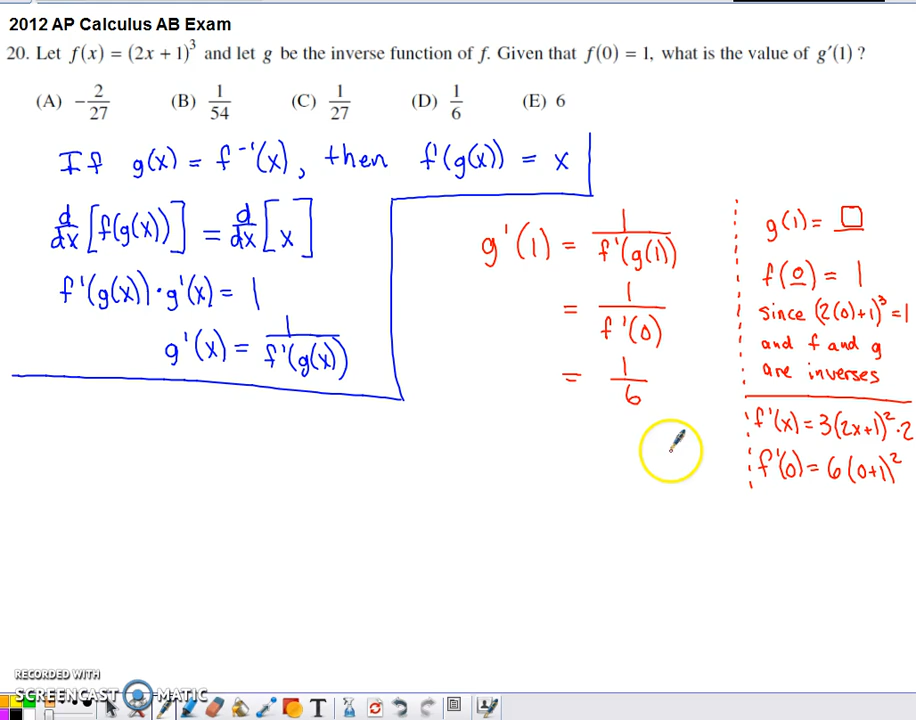 2012 AP Calculus AB Exam
20. Let f(x) = (2x + 1)³ and let g be the inverse function of f. Given that f(0) = 1, what is the value of g′(1) ?
(A) −2/27 (B) 1/54 (C) 1/27 (D) 1/6 (E) 6
If g(x) = f⁻¹(x), then f(g(x)) = x
d/dx [f(g(x))] = d/dx [x]
f'(g(x))·g'(x) = 1
g'(x) = 1/f'(g(x))
g'(1) = 1/f'(g(1))
= 1/f'(0)
= 1/6
g(1) = □
f(0) = 1
since (2(0)+1)³ = 1
and f and g
are inverses
f'(x) = 3(2x+1)²·2
f'(0) = 6(0+1)²
RECORDED WITH
SCREENCAST MATIC
T